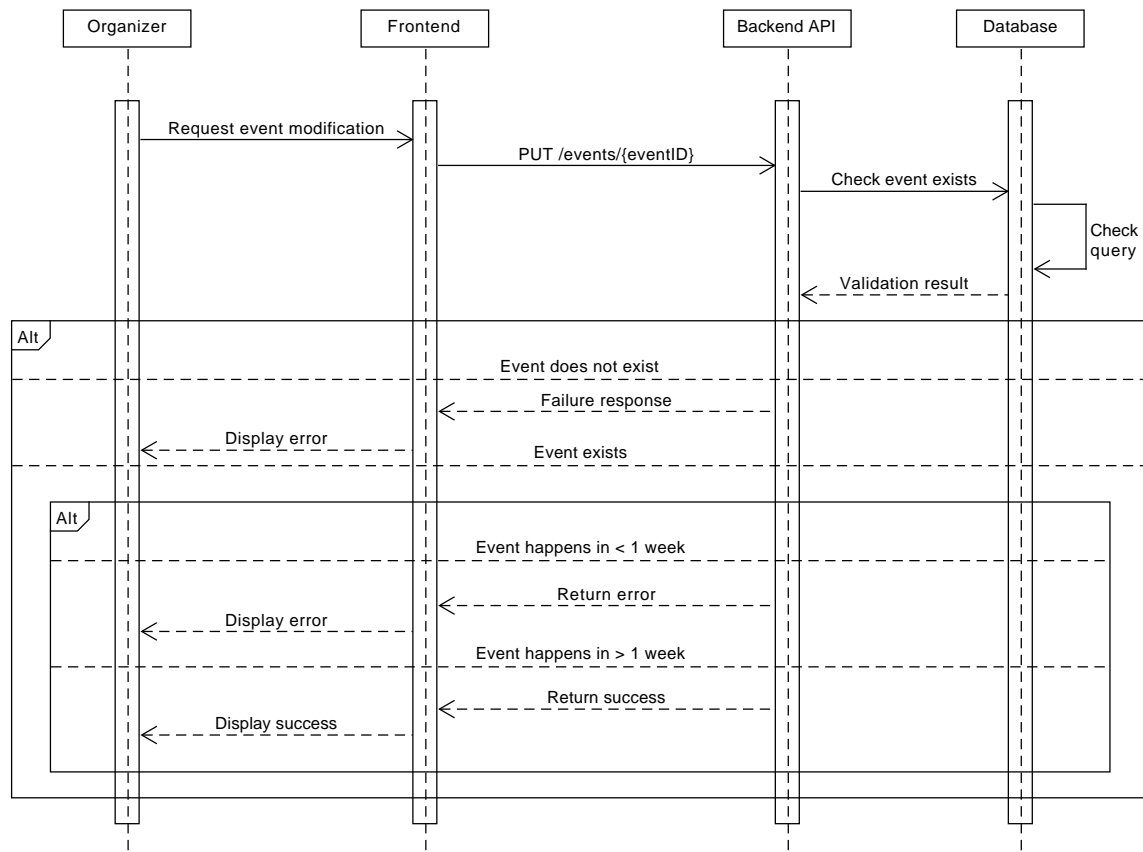 Organizer
Frontend
Backend API
Database
Request event modification
PUT /events/{eventID}
Check event exists
Check
query
Validation result
Alt
Event does not exist
Failure response
Display error
Event exists
Alt
Event happens in < 1 week
Return error
Display error
Event happens in > 1 week
Return success
Display success